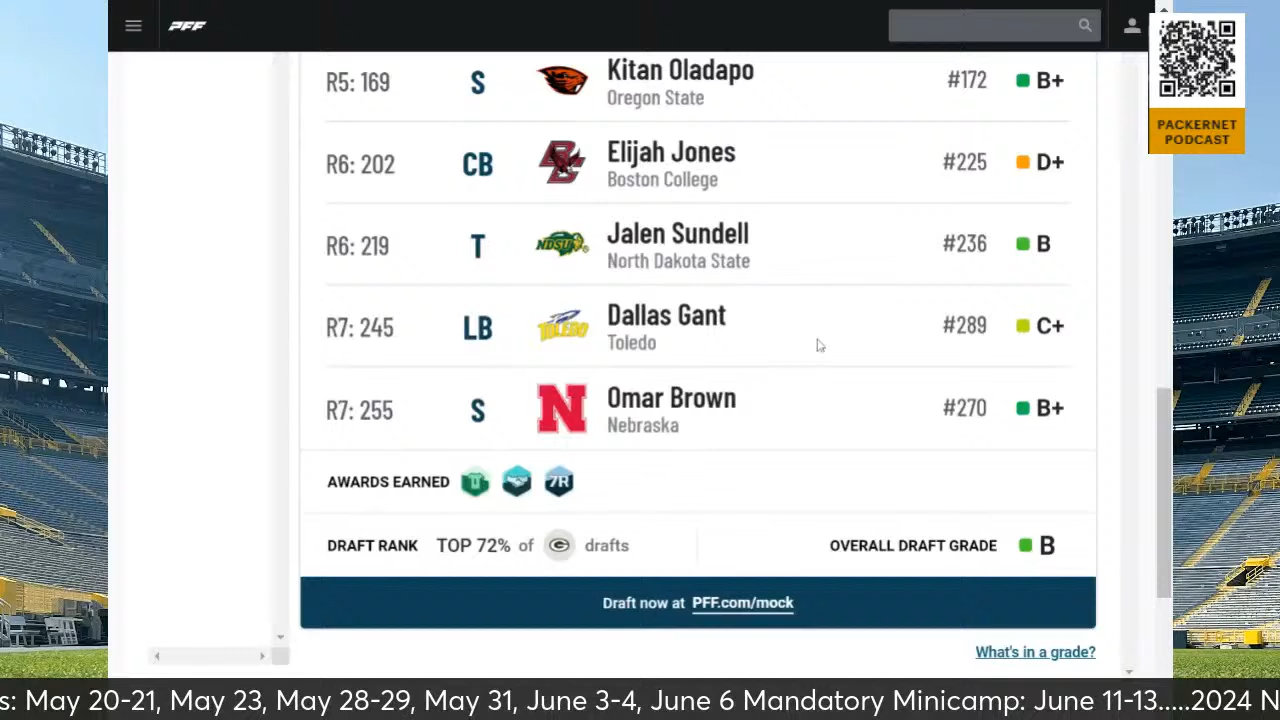 PFF
PACKERNET
PODCAST
R5: 169 S Kitan Oladapo #172 B+
Oregon State
R6: 202 CB Elijah Jones #225 D+
Boston College
R6: 219 T NDSU Jalen Sundell #236 B
North Dakota State
R7: 245 LB TOLEDO Dallas Gant #289 C+
Toledo
R7: 255 S N Omar Brown #270 B+
Nebraska
AWARDS EARNED 7R
DRAFT RANK TOP 72% of G drafts OVERALL DRAFT GRADE B
Draft now at PFF.com/mock
What's in a grade?
s: May 20-21, May 23, May 28-29, May 31, June 3-4, June 6 Mandatory Minicamp: June 11-13.....2024 N